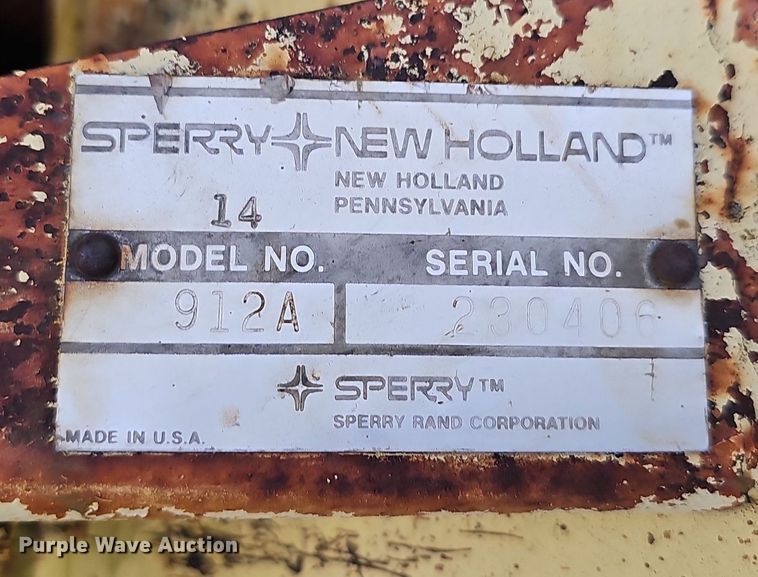 SPERRY NEW HOLLAND™
NEW HOLLAND
14 PENNSYLVANIA
MODEL NO. SERIAL NO.
912A 230406
SPERRY™
SPERRY RAND CORPORATION
MADE IN U.S.A.
Purple Wave Auction